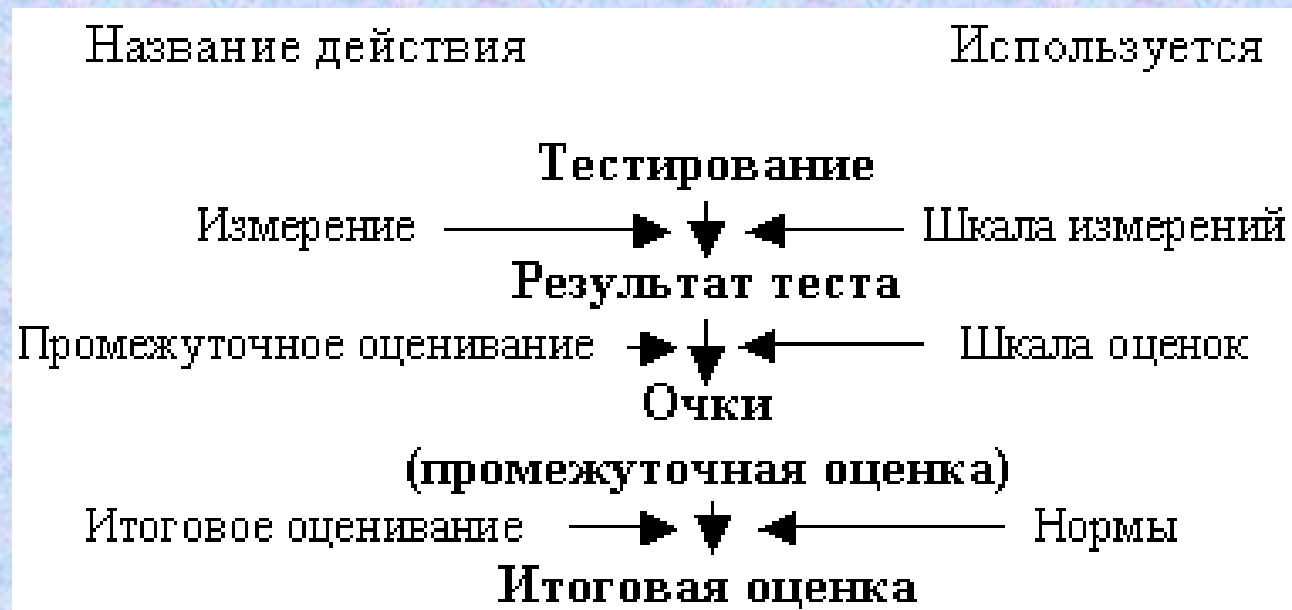 Название действия Используется
Тестирование
Измерение Шкала измерений
Результат теста
Промежуточное оценивание Шкала оценок
Очки
(промежуточная оценка)
Итоговое оценивание Нормы
Итоговая оценка